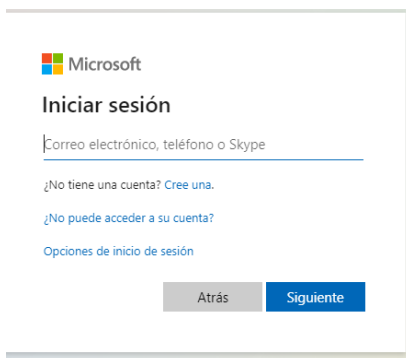 Microsoft
Iniciar sesión
Correo electrónico, teléfono o Skype
¿No tiene una cuenta? Cree una.
¿No puede acceder a su cuenta?
Opciones de inicio de sesión
Atrás Siguiente